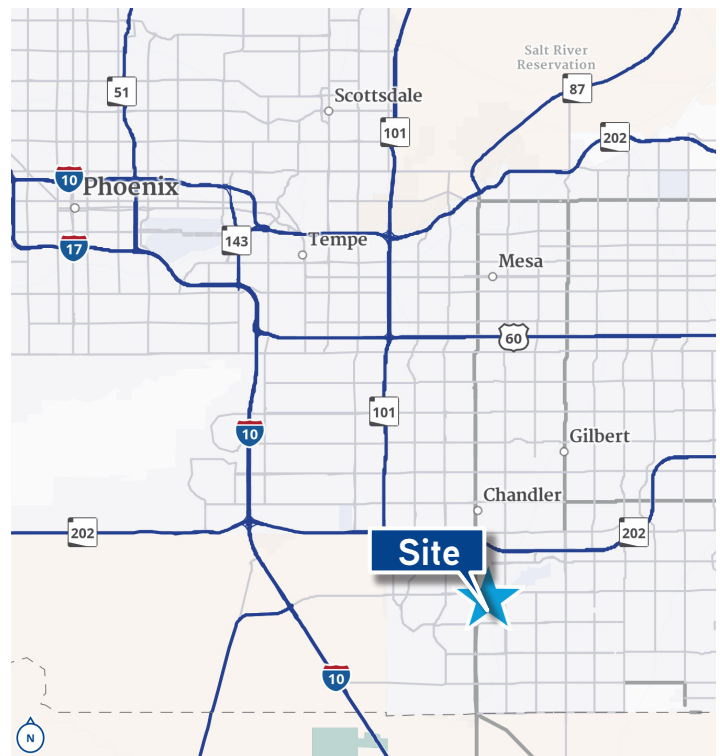 Salt River
Reservation
51
87
Scottsdale
101
202
10
Phoenix
143
Tempe
17
Mesa
60
101
10
Gilbert
Chandler
202
202
Site
10
N